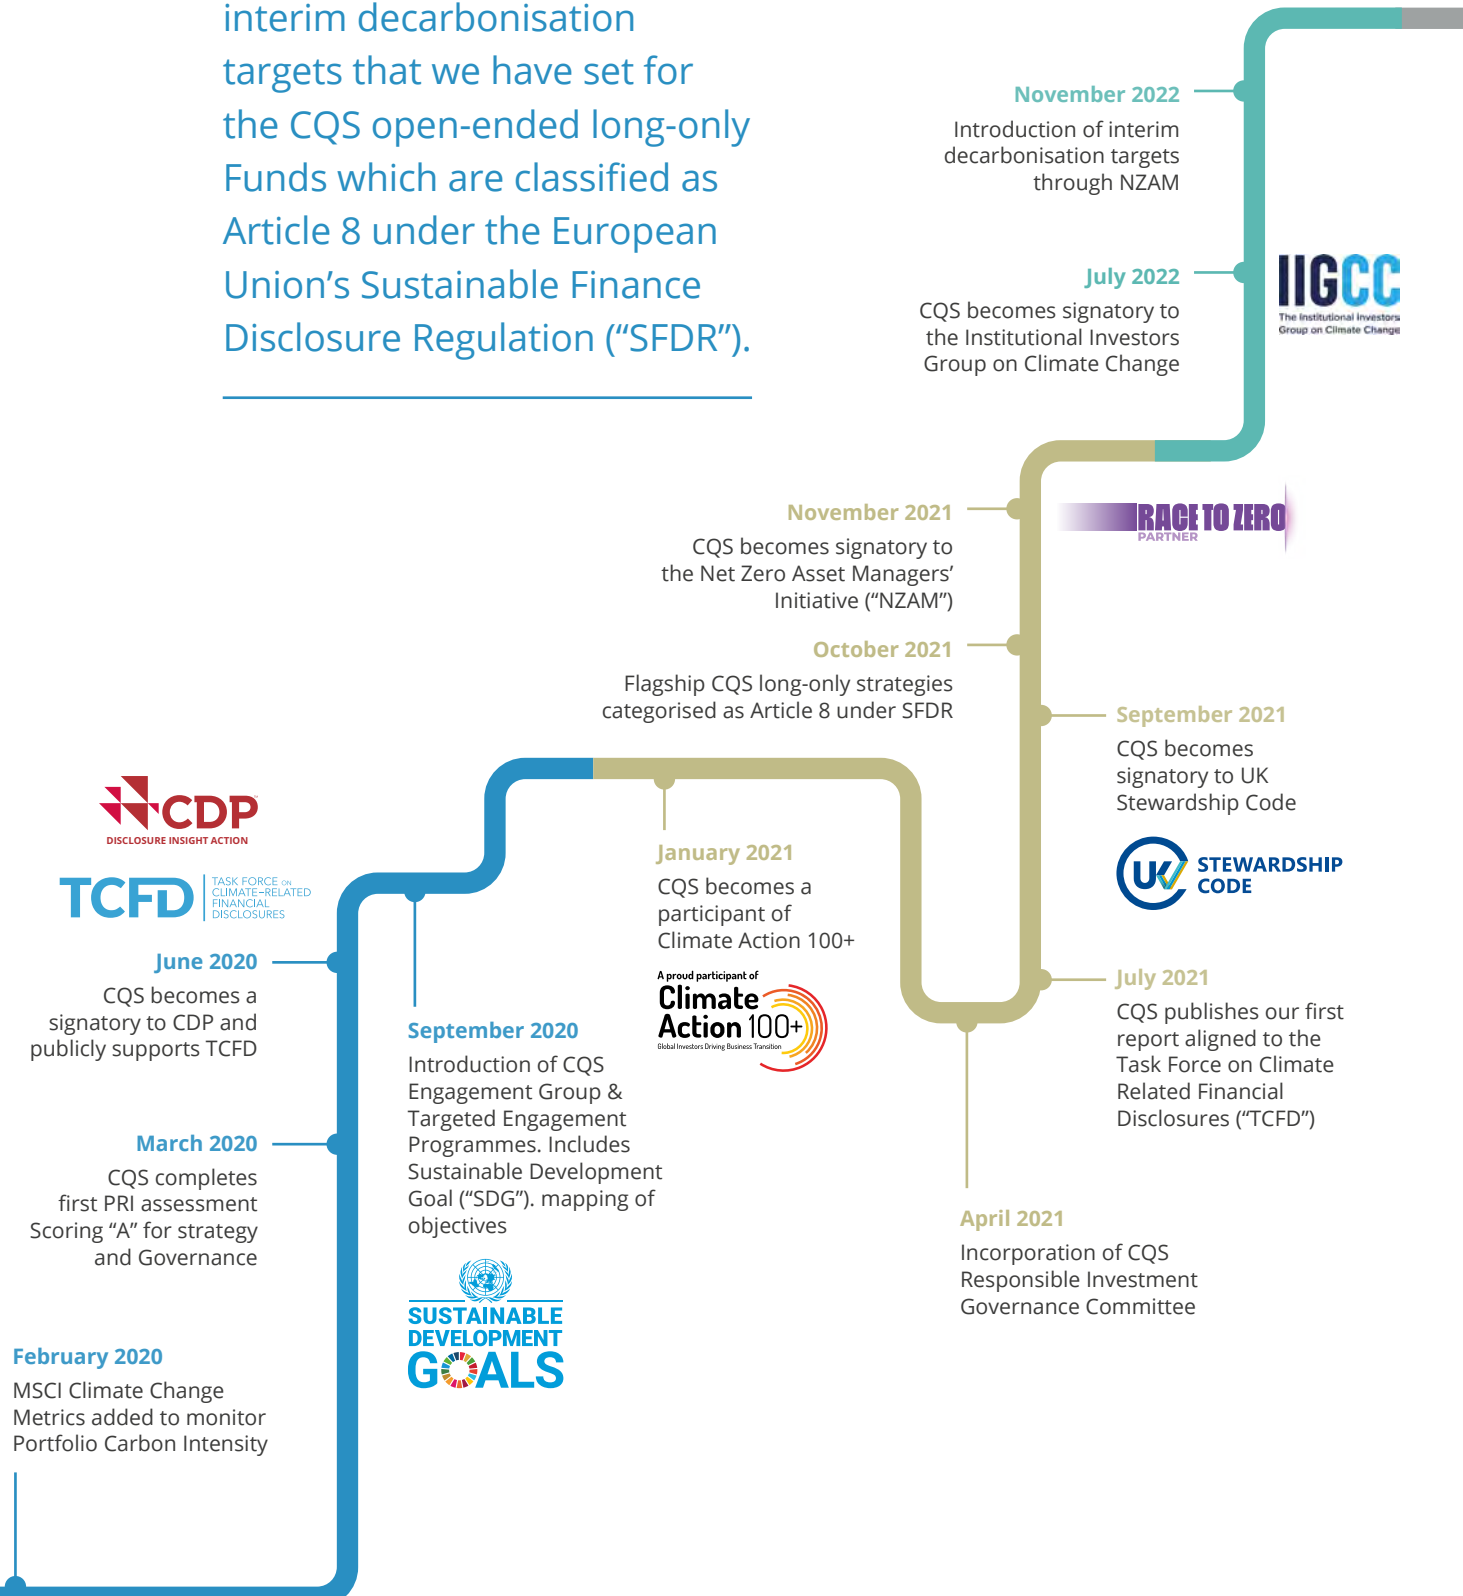 interim decarbonisation
targets that we have set for
the CQS open-ended long-only
Funds which are classified as
Article 8 under the European
Union’s Sustainable Finance
Disclosure Regulation (“SFDR”).
November 2022
Introduction of interim
decarbonisation targets
through NZAM
July 2022
CQS becomes signatory to
the Institutional Investors
Group on Climate Change
IIGCC
The Institutional Investors
Group on Climate Change
November 2021
CQS becomes signatory to
the Net Zero Asset Managers’
Initiative (“NZAM”)
RACE TO ZERO
PARTNER
October 2021
Flagship CQS long-only strategies
categorised as Article 8 under SFDR
September 2021
CQS becomes
signatory to UK
Stewardship Code
UK
STEWARDSHIP
CODE
July 2021
CQS publishes our first
report aligned to the
Task Force on Climate
Related Financial
Disclosures (“TCFD”)
April 2021
Incorporation of CQS
Responsible Investment
Governance Committee
January 2021
CQS becomes a
participant of
Climate Action 100+
A proud participant of
Climate
Action 100+
Global Investors Driving Business Transition
September 2020
Introduction of CQS
Engagement Group &
Targeted Engagement
Programmes. Includes
Sustainable Development
Goal (“SDG”). mapping of
objectives
SUSTAINABLE
DEVELOPMENT
GOALS
CDP
DISCLOSURE INSIGHT ACTION
TCFD
TASK FORCE ON
CLIMATE-RELATED
FINANCIAL
DISCLOSURES
June 2020
CQS becomes a
signatory to CDP and
publicly supports TCFD
March 2020
CQS completes
first PRI assessment
Scoring “A” for strategy
and Governance
February 2020
MSCI Climate Change
Metrics added to monitor
Portfolio Carbon Intensity